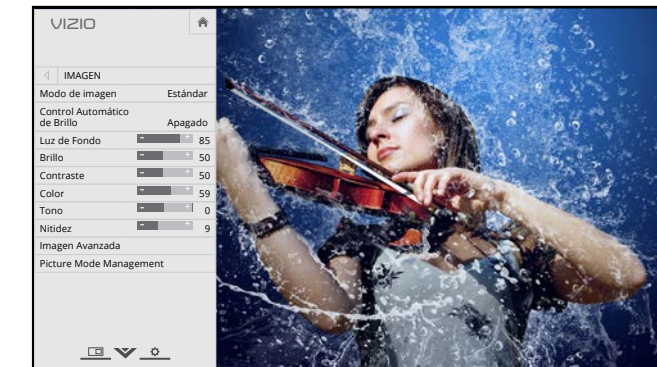 VIZIO
IMAGEN
Modo de imagen Estándar
Control Automático
de Brillo Apagado
Luz de Fondo - + 85
Brillo - + 50
Contraste - + 50
Color - + 59
Tono - + 0
Nitidez - + 9
Imagen Avanzada
Picture Mode Management